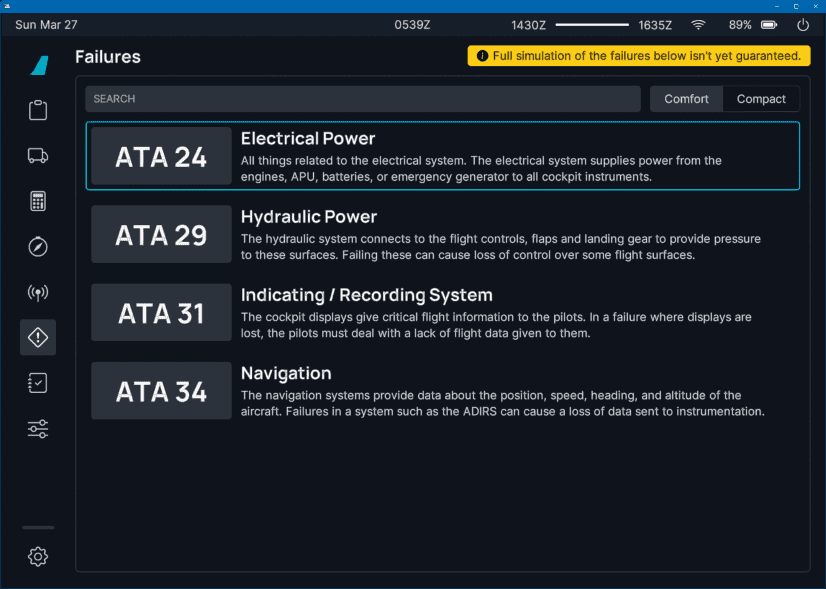 Sun Mar 27
0539Z
1430Z
1635Z
89%
Failures
Full simulation of the failures below isn't yet guaranteed.
SEARCH
Comfort
Compact
ATA 24
Electrical Power
All things related to the electrical system. The electrical system supplies power from the
engines, APU, batteries, or emergency generator to all cockpit instruments.
ATA 29
Hydraulic Power
The hydraulic system connects to the flight controls, flaps and landing gear to provide pressure
to these surfaces. Failing these can cause loss of control over some flight surfaces.
ATA 31
Indicating / Recording System
The cockpit displays give critical flight information to the pilots. In a failure where displays are
lost, the pilots must deal with a lack of flight data given to them.
ATA 34
Navigation
The navigation systems provide data about the position, speed, heading, and altitude of the
aircraft. Failures in a system such as the ADIRS can cause a loss of data sent to instrumentation.